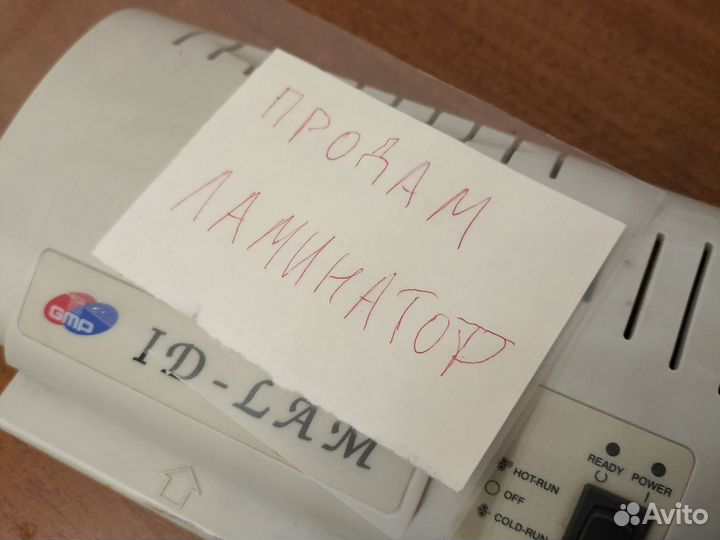 ПРОДАМ
ЛАМИНАТОР
GMP
ID-LAM
READY POWER
HOT-RUN
OFF
COLD-RUN
Avito